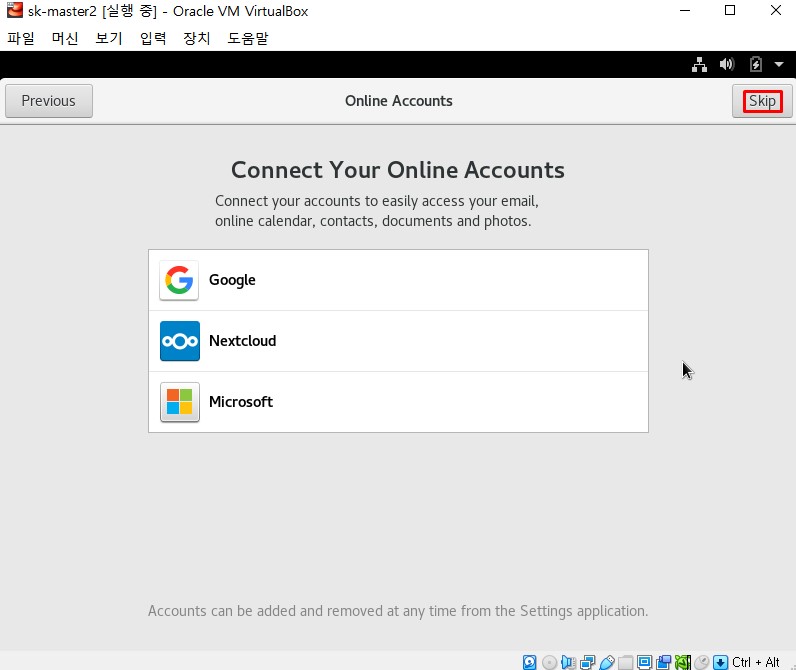 sk-master2 [실행 중] - Oracle VM VirtualBox
파일 머신 보기 입력 장치 도움말
Previous Online Accounts Skip
Connect Your Online Accounts
Connect your accounts to easily access your email,
online calendar, contacts, documents and photos.
Google
Nextcloud
Microsoft
Accounts can be added and removed at any time from the Settings application.
Ctrl + Alt